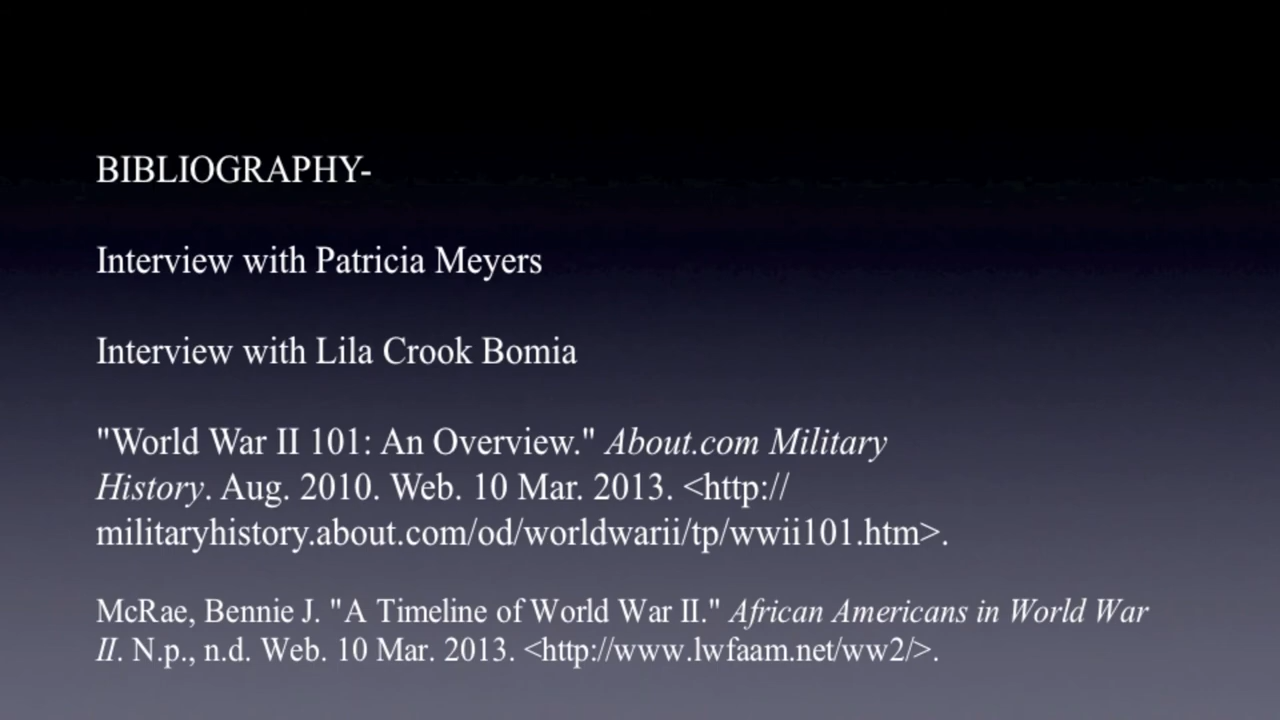 BIBLIOGRAPHY-
Interview with Patricia Meyers
Interview with Lila Crook Bomia
"World War II 101: An Overview." About.com Military
History. Aug. 2010. Web. 10 Mar. 2013. <http://
militaryhistory.about.com/od/worldwarii/tp/wwii101.htm>.
McRae, Bennie J. "A Timeline of World War II." African Americans in World War
II. N.p., n.d. Web. 10 Mar. 2013. <http://www.lwfaam.net/ww2/>.